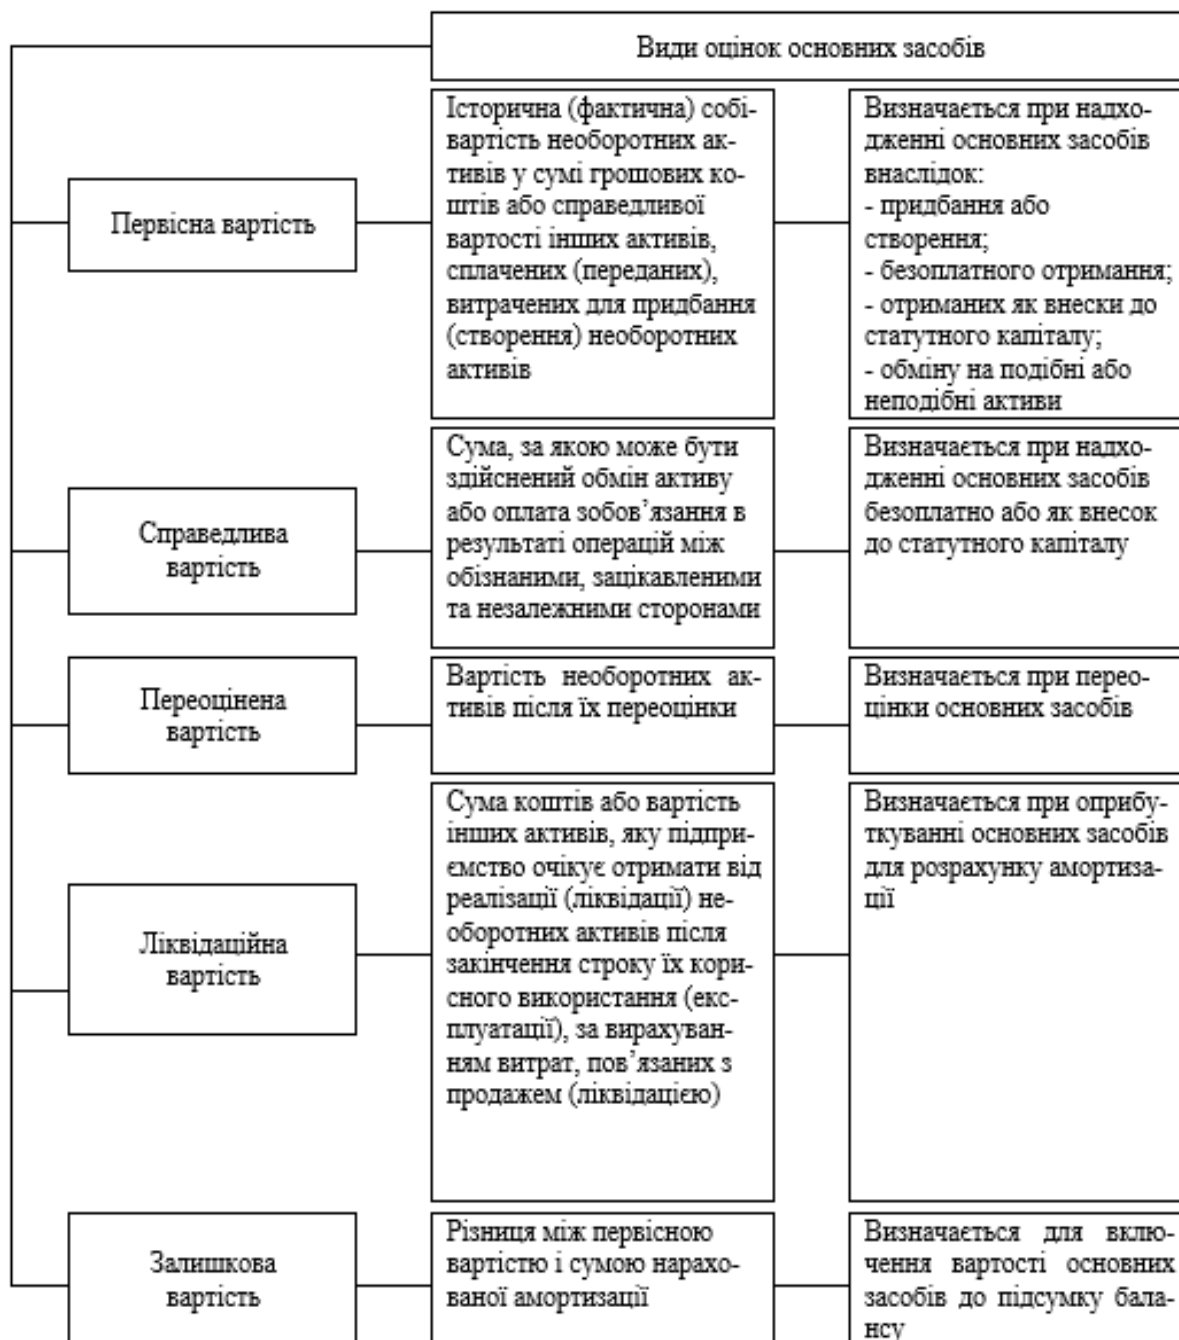 Види оцінок основних засобів
Первісна вартість
Історична (фактична) собі-
вартість необоротних ак-
тивів у сумі грошових ко-
штів або справедливої
вартості інших активів,
сплачених (переданих),
витрачених для придбання
(створення) необоротних
активів
Визначається при надхо-
дженні основних засобів
внаслідок:
- придбання або
створення;
- безоплатного отримання;
- отриманих як внески до
статутного капіталу;
- обміну на подібні або
неподібні активи
Справедлива
вартість
Сума, за якою може бути
здійснений обмін активу
або оплата зобов’язання в
результаті операцій між
обізнаними, зацікавленими
та незалежними сторонами
Визначається при надхо-
дженні основних засобів
безоплатно або як внесок
до статутного капіталу
Переоцінена
вартість
Вартість необоротних ак-
тивів після їх переоцінки
Визначається при перео-
цінки основних засобів
Ліквідаційна
вартість
Сума коштів або вартість
інших активів, яку підпри-
ємство очікує отримати від
реалізації (ліквідації) не-
оборотних активів після
закінчення строку їх кори-
сного використання (екс-
плуатації), за вирахуван-
ням витрат, пов’язаних з
продажем (ліквідацією)
Визначається при оприбу-
ткуванні основних засобів
для розрахунку амортиза-
ції
Залишкова
вартість
Різниця між первісною
вартістю і сумою нарахо-
ваної амортизації
Визначається для вклю-
чення вартості основних
засобів до підсумку бала-
нсу